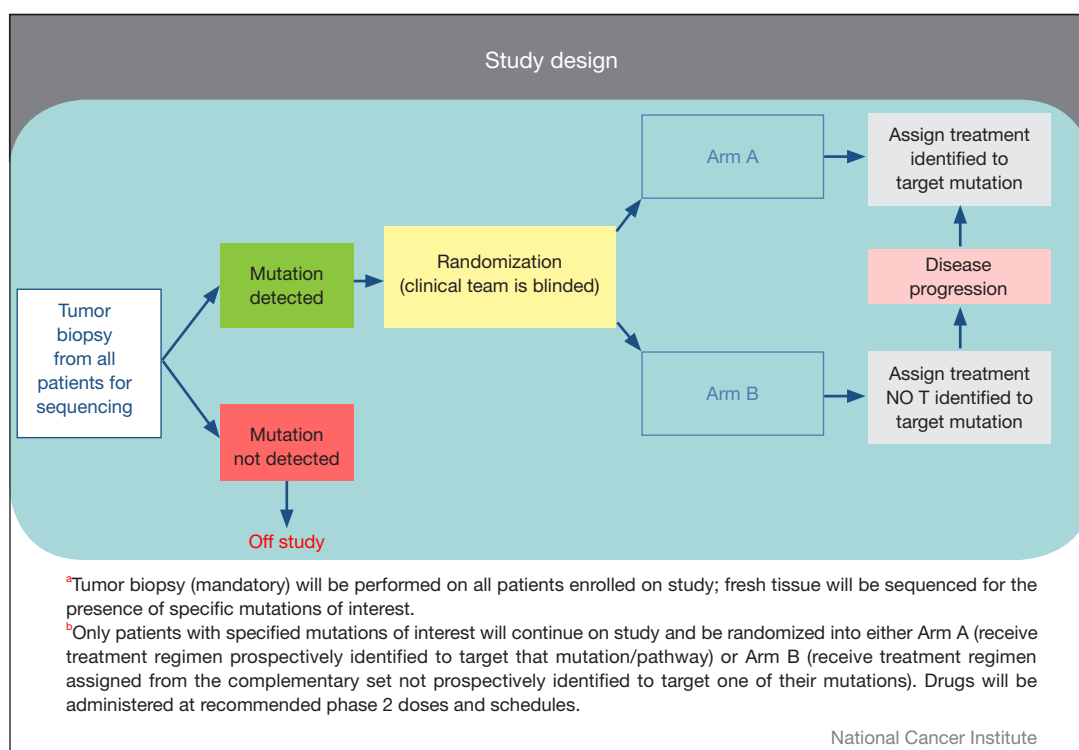 Study design
Tumor
biopsy
from all
patients for
sequencing
Mutation
detected
Mutation
not detected
Off study
Randomization
(clinical team is blinded)
Arm A
Arm B
Assign treatment
identified to
target mutation
Disease
progression
Assign treatment
NO T identified to
target mutation
aTumor biopsy (mandatory) will be performed on all patients enrolled on study; fresh tissue will be sequenced for the
presence of specific mutations of interest.
bOnly patients with specified mutations of interest will continue on study and be randomized into either Arm A (receive
treatment regimen prospectively identified to target that mutation/pathway) or Arm B (receive treatment regimen
assigned from the complementary set not prospectively identified to target one of their mutations). Drugs will be
administered at recommended phase 2 doses and schedules.
National Cancer Institute